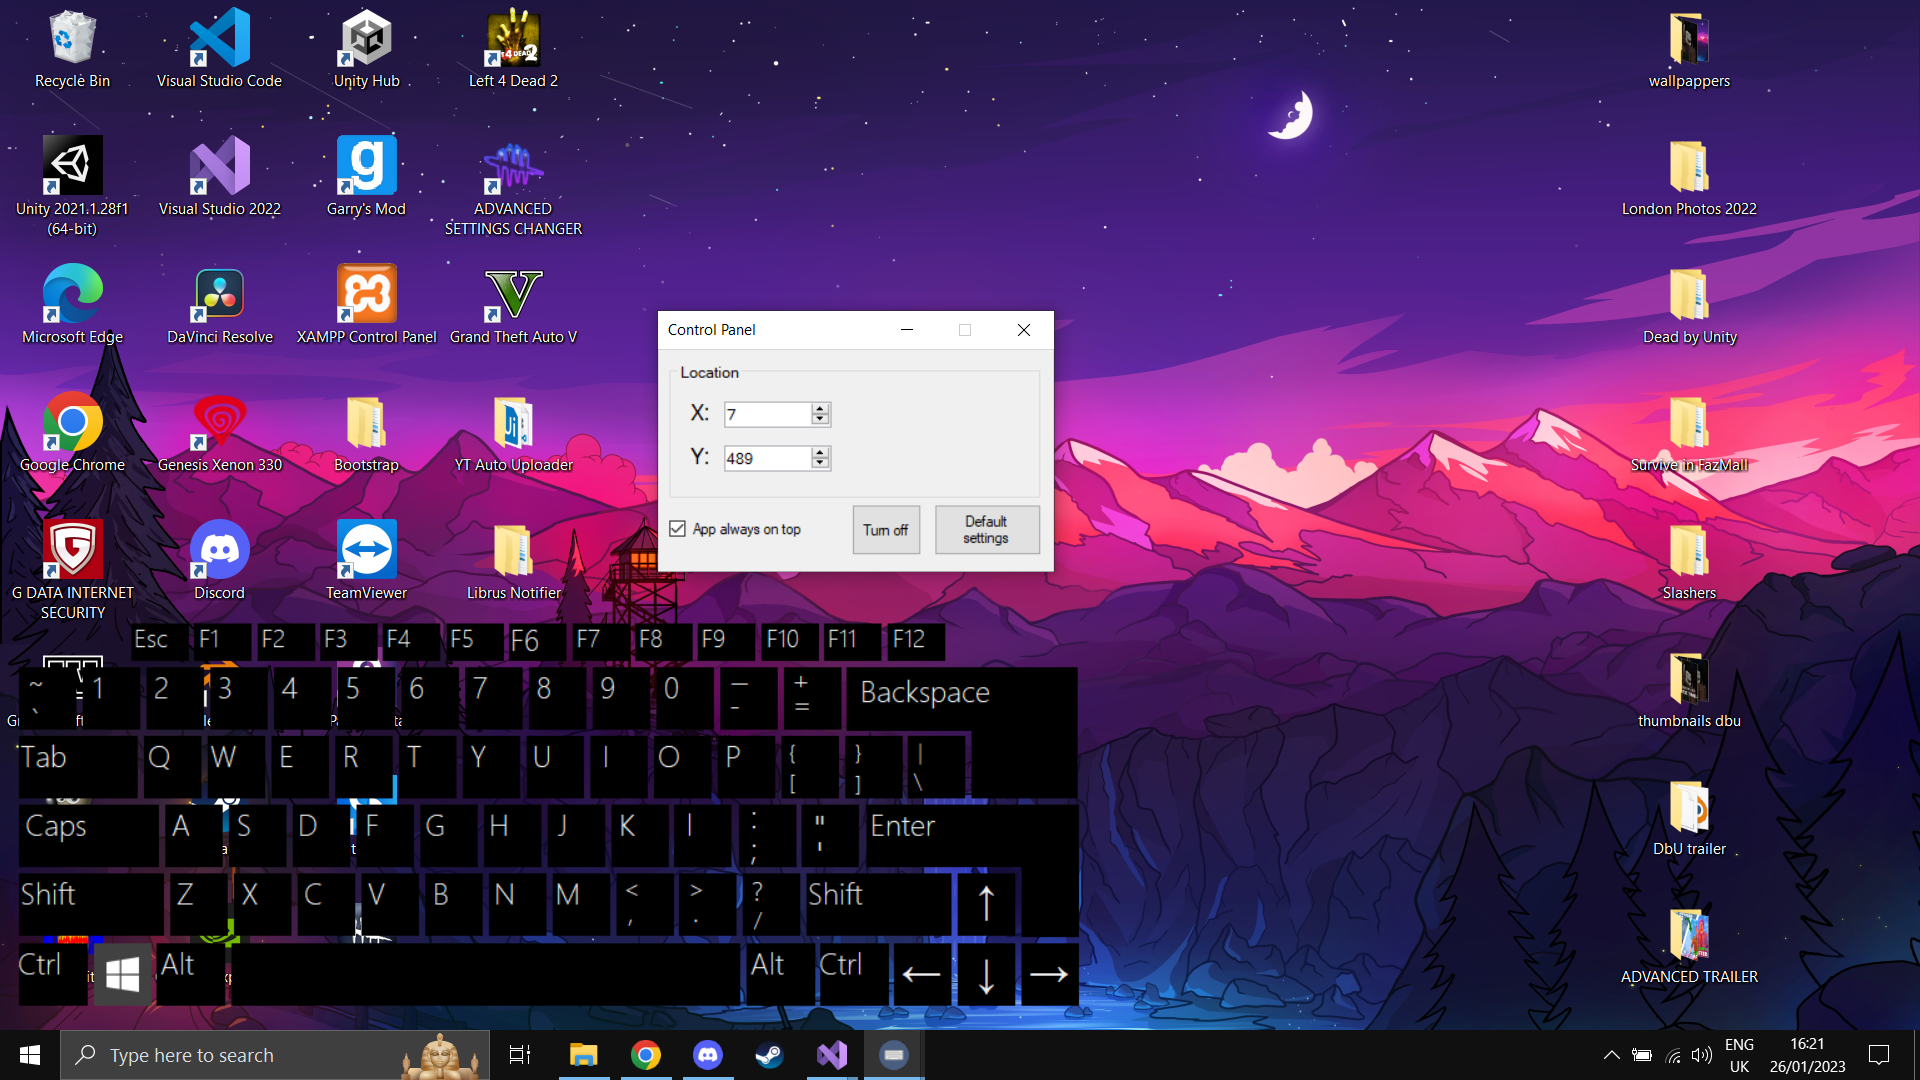 Recycle Bin
Visual Studio Code
Unity Hub
Left 4 Dead 2
wallpappers
Unity 2021.1.28f1
(64-bit)
Visual Studio 2022
Garry's Mod
ADVANCED
SETTINGS CHANGER
London Photos 2022
Microsoft Edge
DaVinci Resolve
XAMPP Control Panel
Grand Theft Auto V
Dead by Unity
Control Panel
Location
X: 7
Y: 489
App always on top
Turn off
Default
settings
Google Chrome
Genesis Xenon 330
Bootstrap
YT Auto Uploader
Survive in FazMall
G DATA INTERNET
SECURITY
Discord
TeamViewer
Librus Notifier
Slashers
thumbnails dbu
DbU trailer
ADVANCED TRAILER
Esc F1 F2 F3 F4 F5 F6 F7 F8 F9 F10 F11 F12
~ 1 2 3 4 5 6 7 8 9 0 _ + Backspace
` - =
Tab Q W E R T Y U I O P { } |
[ ] \
Caps A S D F G H J K l : " Enter
; '
Shift Z X C V B N M < > ? Shift ↑
, . /
Ctrl Alt Alt Ctrl ← ↓ →
Type here to search
ENG
UK
16:21
26/01/2023